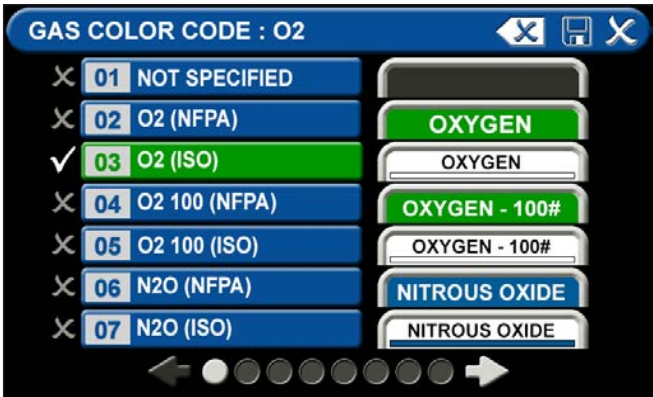 GAS COLOR CODE : O2
01 NOT SPECIFIED
02 O2 (NFPA) OXYGEN
03 O2 (ISO) OXYGEN
04 O2 100 (NFPA) OXYGEN - 100#
05 O2 100 (ISO) OXYGEN - 100#
06 N2O (NFPA) NITROUS OXIDE
07 N2O (ISO) NITROUS OXIDE